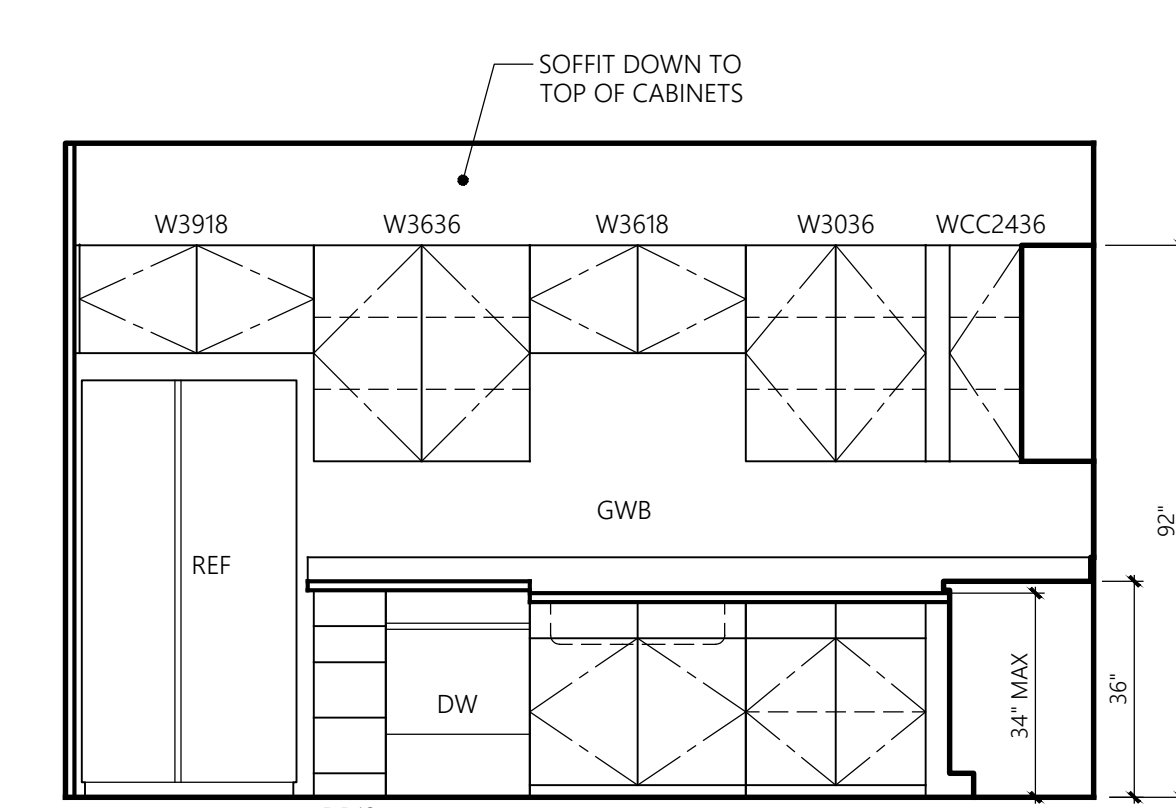 SOFFIT DOWN TO
TOP OF CABINETS
W3918 W3636 W3618 W3036 WCC2436
GWB
REF
DW
92"
34" MAX
36"